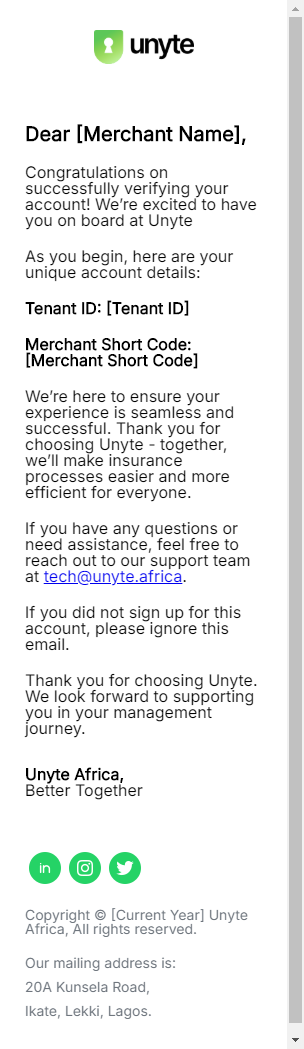 unyte
Dear [Merchant Name],
Congratulations on
successfully verifying your
account! We’re excited to have
you on board at Unyte
As you begin, here are your
unique account details:
Tenant ID: [Tenant ID]
Merchant Short Code:
[Merchant Short Code]
We’re here to ensure your
experience is seamless and
successful. Thank you for
choosing Unyte - together,
we’ll make insurance
processes easier and more
efficient for everyone.
If you have any questions or
need assistance, feel free to
reach out to our support team
at tech@unyte.africa.
If you did not sign up for this
account, please ignore this
email.
Thank you for choosing Unyte.
We look forward to supporting
you in your management
journey.
Unyte Africa,
Better Together
in
Copyright © [Current Year] Unyte
Africa, All rights reserved.
Our mailing address is:
20A Kunsela Road,
Ikate, Lekki, Lagos.